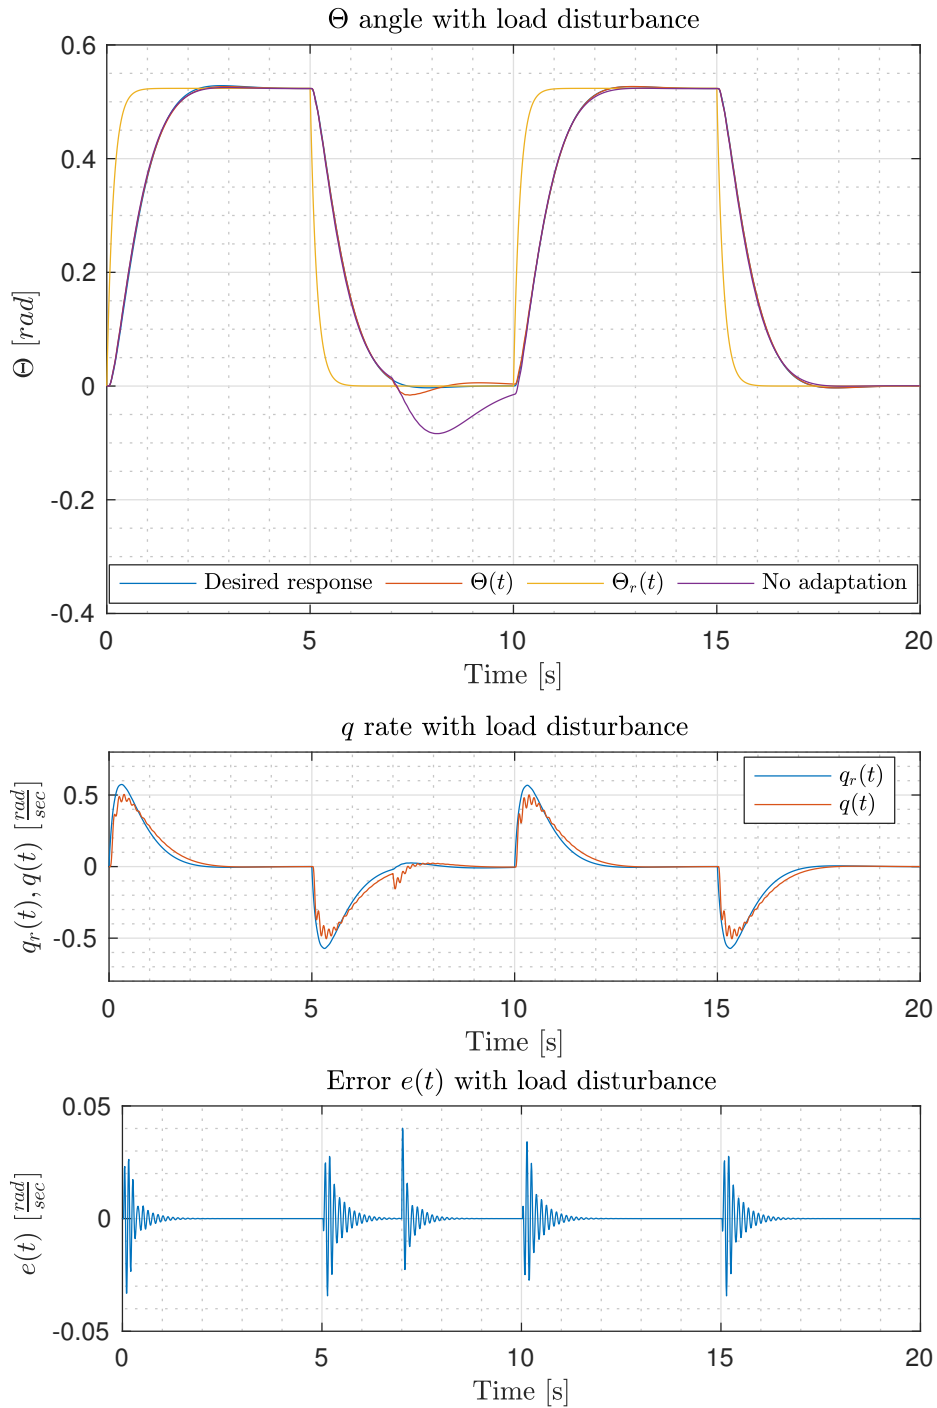 Θ angle with load disturbance
0.6
0.4
0.2
0
-0.2
-0.4
Θ [rad]
Desired response Θ(t) Θr(t) No adaptation
0 5 10 15 20
Time [s]
q rate with load disturbance
0.5
0
-0.5
qr(t), q(t) [rad/sec]
qr(t)
q(t)
0 5 10 15 20
Time [s]
Error e(t) with load disturbance
0.05
0
-0.05
e(t) [rad/sec]
0 5 10 15 20
Time [s]